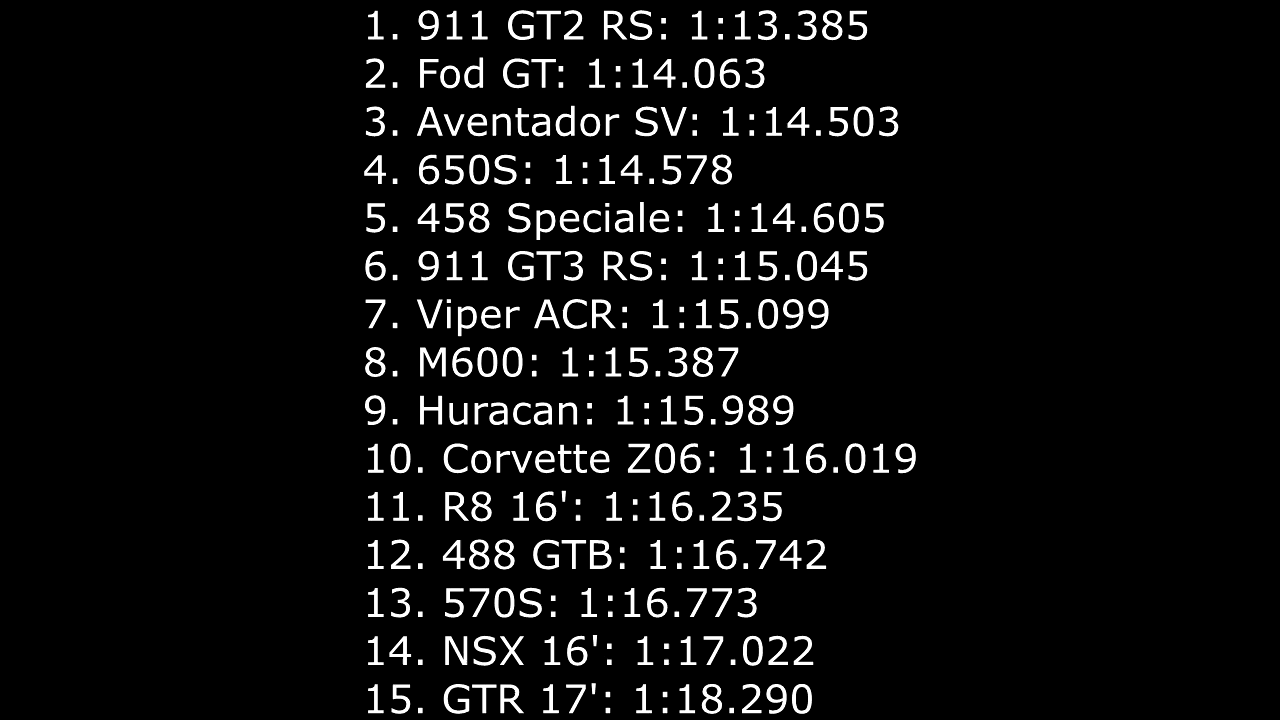 1. 911 GT2 RS: 1:13.385
2. Fod GT: 1:14.063
3. Aventador SV: 1:14.503
4. 650S: 1:14.578
5. 458 Speciale: 1:14.605
6. 911 GT3 RS: 1:15.045
7. Viper ACR: 1:15.099
8. M600: 1:15.387
9. Huracan: 1:15.989
10. Corvette Z06: 1:16.019
11. R8 16': 1:16.235
12. 488 GTB: 1:16.742
13. 570S: 1:16.773
14. NSX 16': 1:17.022
15. GTR 17': 1:18.290